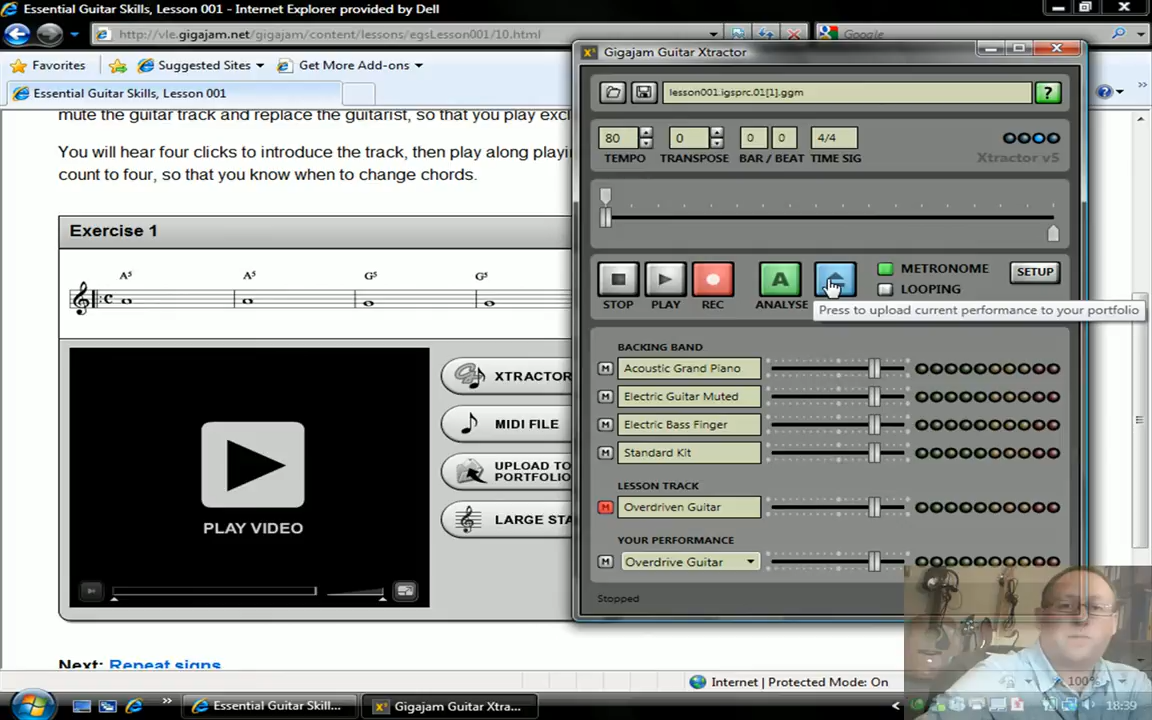 Essential Guitar Skills, Lesson 001 - Internet Explorer provided by Dell
http://vle.gigajam.net/gigajam/content/lessons/egsLesson001/10.html
Google
Favorites
Suggested Sites
Get More Add-ons
Essential Guitar Skills, Lesson 001
mute the guitar track and replace the guitarist, so that you play
You will hear four clicks to introduce the track, then play along playing
count to four, so that you know when to change chords.
Exercise 1
A5 A5 G5 G5
PLAY VIDEO
XTRACTOR
MIDI FILE
UPLOAD TO
PORTFOLIO
LARGE
Next: Repeat signs
Gigajam Guitar Xtractor
lesson001.igsprc.01[1].ggm
?
80 0 0 0 4/4
TEMPO TRANSPOSE BAR / BEAT TIME SIG
Xtractor v5
A
METRONOME
LOOPING
SETUP
STOP PLAY REC ANALYSE
Press to upload current performance to your portfolio
BACKING BAND
M Acoustic Grand Piano
M Electric Guitar Muted
M Electric Bass Finger
M Standard Kit
LESSON TRACK
M Overdriven Guitar
YOUR PERFORMANCE
M Overdrive Guitar
Stopped
Internet | Protected Mode: On
100%
Essential Guitar Skill...
Gigajam Guitar Xtra...
18:39